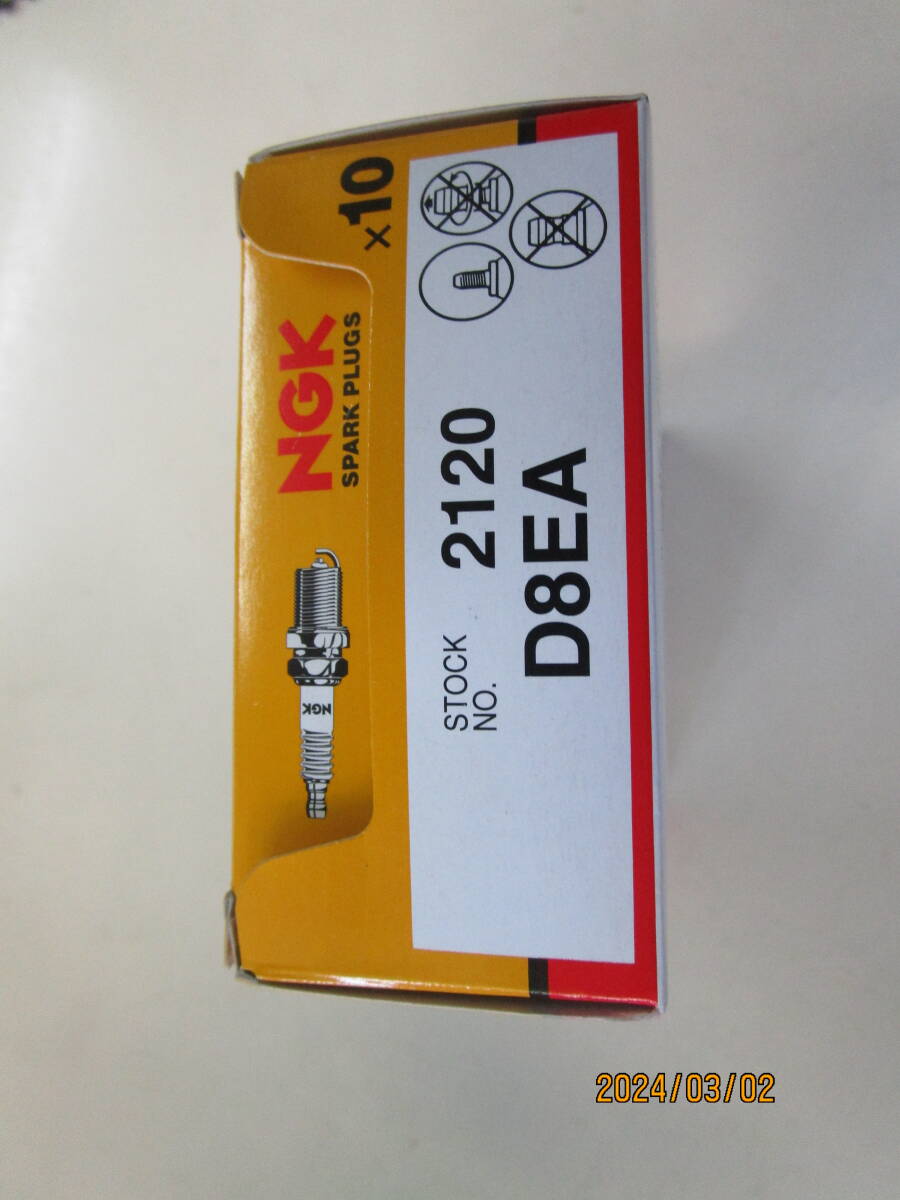 NGK
NGK
SPARK PLUGS
×10
STOCK
NO.
2120
D8EA
2024/03/02